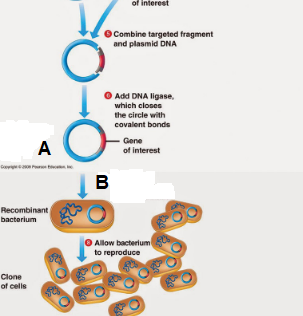 of interest
5 Combine targeted fragment
and plasmid DNA
6 Add DNA ligase,
which closes
the circle with
covalent bonds
A
Gene
of interest
Copyright © 2009 Pearson Education, Inc.
B
Recombinant
bacterium
8 Allow bacterium
to reproduce
Clone
of cells